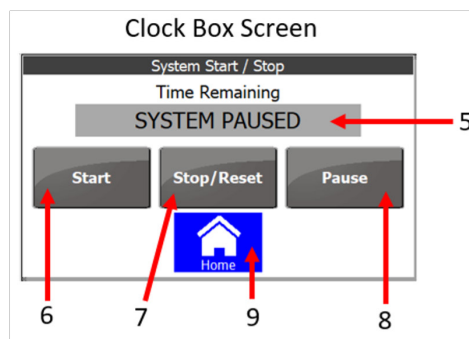 Clock Box Screen
System Start / Stop
Time Remaining
SYSTEM PAUSED
5
Start
Stop/Reset
Pause
Home
6
7
9
8